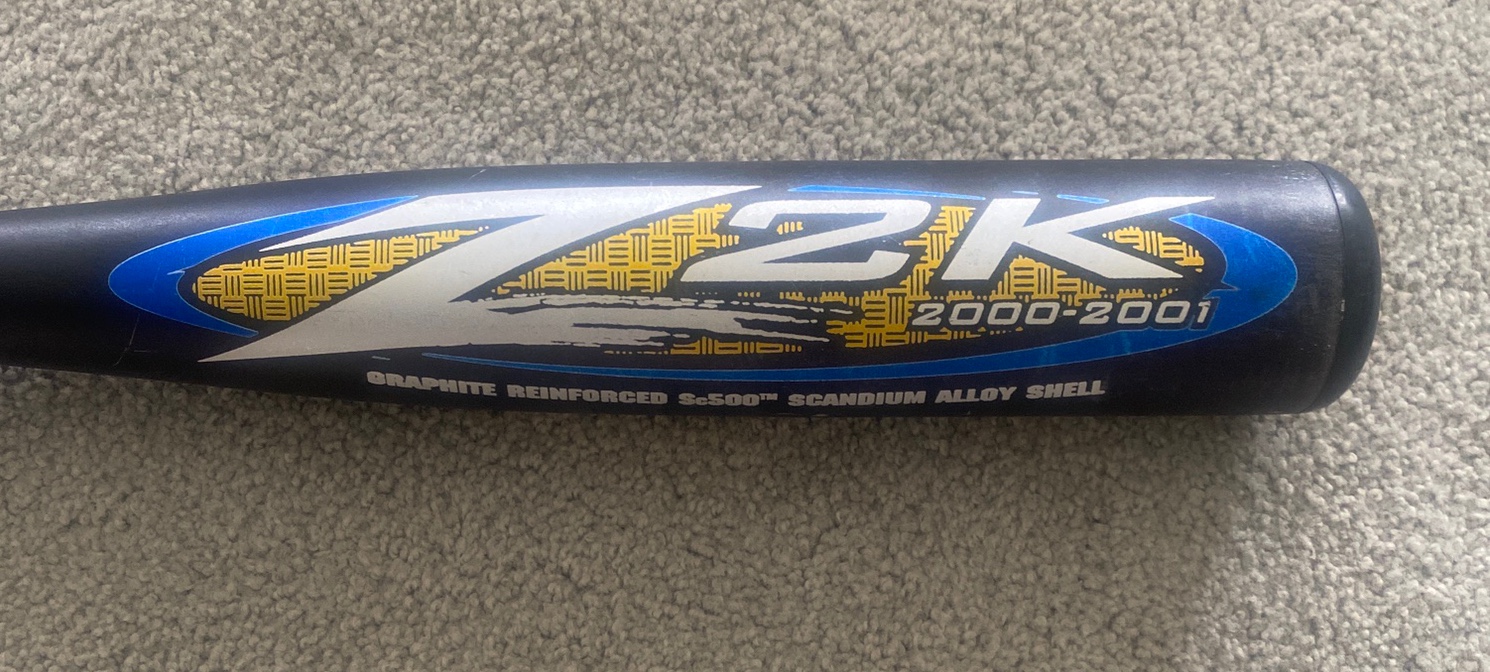 Z2K
2000-2001
GRAPHITE REINFORCED Sc500™ SCANDIUM ALLOY SHELL